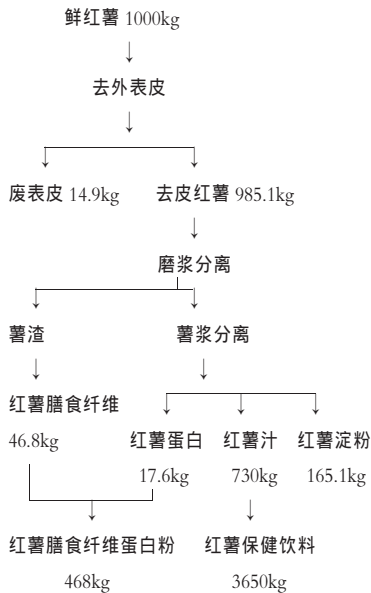 鲜红薯 1000kg
去外表皮
废表皮 14.9kg 去皮红薯 985.1kg
磨浆分离
薯渣 薯浆分离
红薯膳食纤维
46.8kg 红薯蛋白 红薯汁 红薯淀粉
17.6kg 730kg 165.1kg
红薯膳食纤维蛋白粉 红薯保健饮料
468kg 3650kg